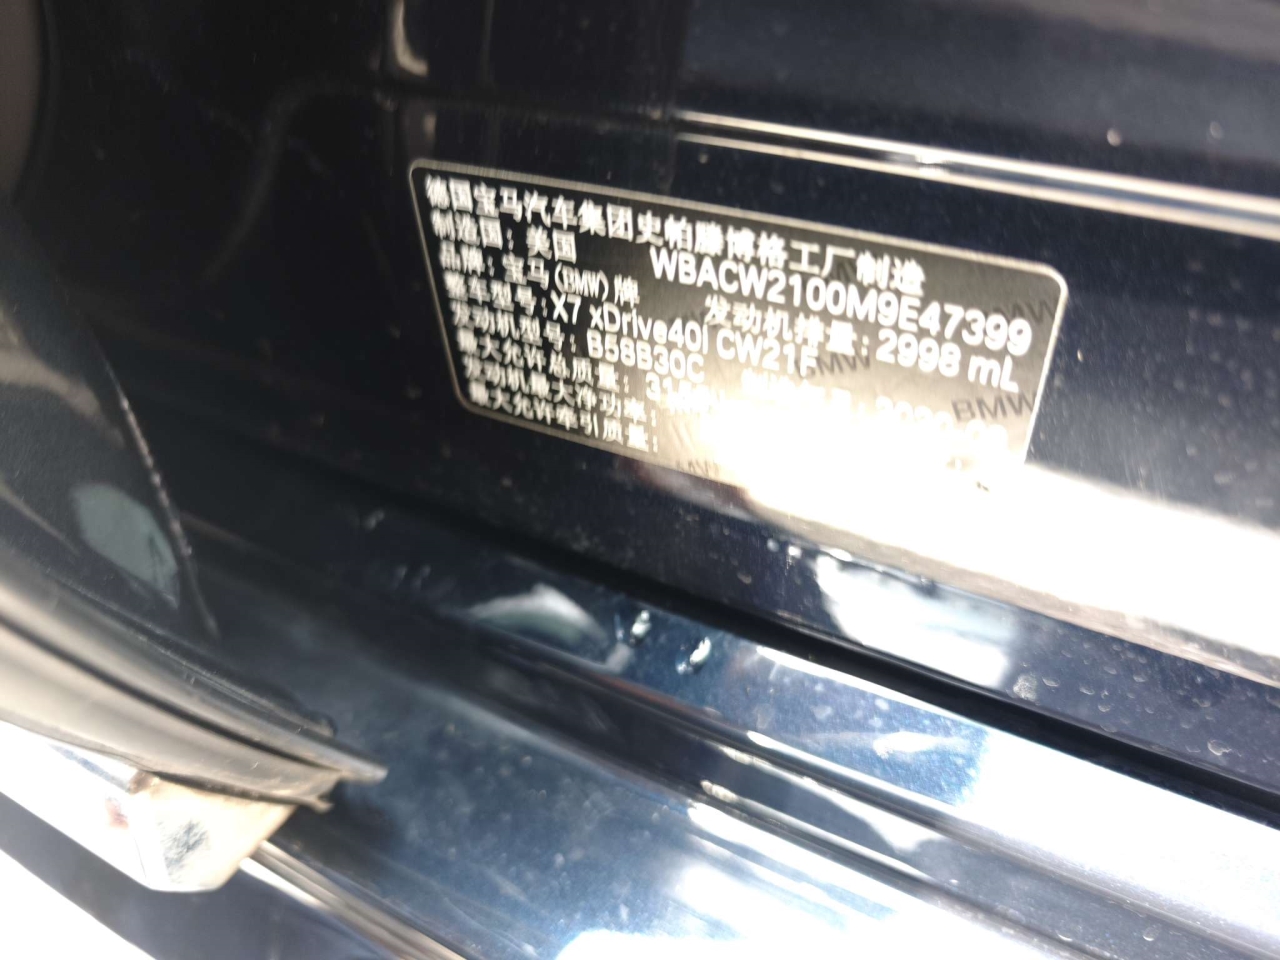 德国宝马汽车集团史帕滕博格工厂制造
制造国：美国 WBACW2100M9E47399
品牌：宝马(BMW)牌 发动机排量：2998 mL
整车型号：X7 xDrive40i CW21F
发动机型号：B58B30C
最大允许总质量：
发动机最大净功率：
最大允许牵引质量：
BMW
BMW